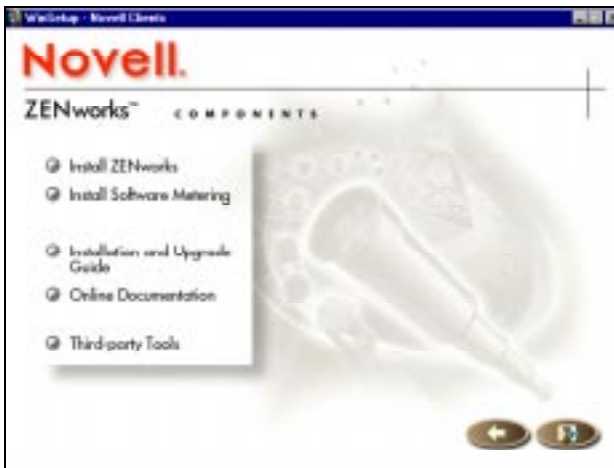 WinSetup - Novell Clients
Novell.
ZENworks™ COMPONENTS
Install ZENworks
Install Software Metering
Installation and Upgrade
Guide
Online Documentation
Third-party Tools